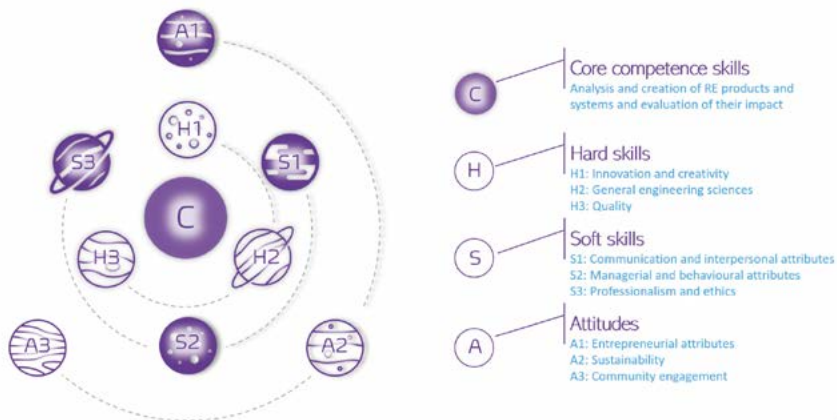 A1
H1
S3
S1
C
H3
H2
S2
A3
A2
C
Core competence skills
Analysis and creation of RE products and
systems and evaluation of their impact
H
Hard skills
H1: Innovation and creativity
H2: General engineering sciences
H3: Quality
S
Soft skills
S1: Communication and interpersonal attributes
S2: Managerial and behavioural attributes
S3: Professionalism and ethics
A
Attitudes
A1: Entrepreneurial attributes
A2: Sustainability
A3: Community engagement